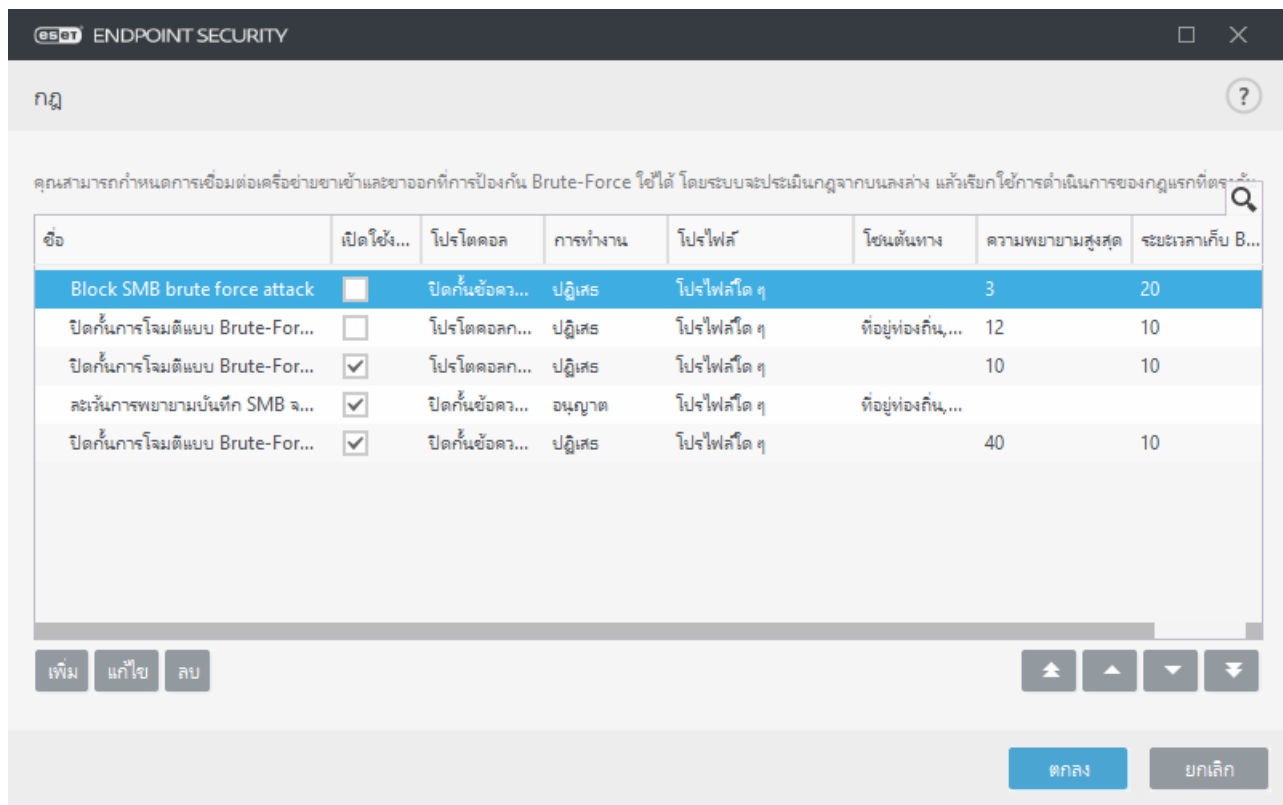 eset ENDPOINT SECURITY
กฎ
?
คุณสามารถกำหนดการเชื่อมต่อเครือข่ายขาเข้าและขาออกที่การป้องกัน Brute-Force ใช้ได้ โดยระบบจะประเมินกฎจากบนลงล่าง แล้วเรียกใช้การดำเนินการของกฎแรกที่ตรงกัน
ชื่อ เปิดใช้ง... โปรโตคอล การทำงาน โปรไฟล์ โซนต้นทาง ความพยายามสูงสุด ระยะเวลาเก็บ B...
Block SMB brute force attack ปิดกั้นข้อคว... ปฏิเสธ โปรไฟล์ใด ๆ 3 20
ปิดกั้นการโจมตีแบบ Brute-For... โปรโตคอลก... ปฏิเสธ โปรไฟล์ใด ๆ ที่อยู่ท่องถิ่น,... 12 10
ปิดกั้นการโจมตีแบบ Brute-For... โปรโตคอลก... ปฏิเสธ โปรไฟล์ใด ๆ 10 10
ละเว้นการพยายามบันทึก SMB จ... ปิดกั้นข้อคว... อนุญาต โปรไฟล์ใด ๆ ที่อยู่ท่องถิ่น,...
ปิดกั้นการโจมตีแบบ Brute-For... ปิดกั้นข้อคว... ปฏิเสธ โปรไฟล์ใด ๆ 40 10
เพิ่ม แก้ไข ลบ
ตกลง ยกเลิก